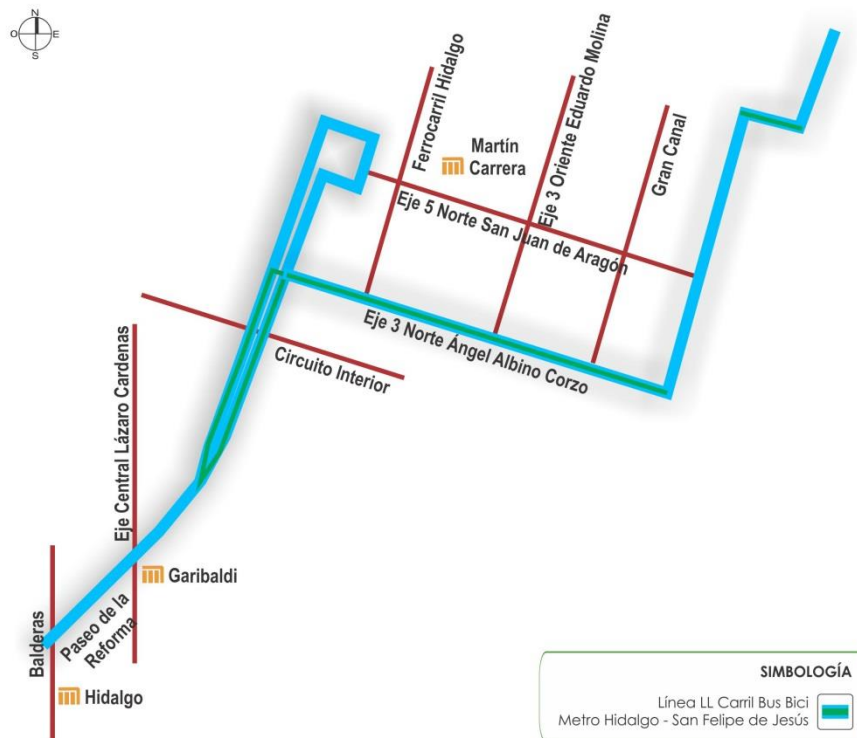 N
O
E
S
Ferrocarril Hidalgo
Martín
Carrera
Eje 3 Oriente Eduardo Molina
Gran Canal
Eje 5 Norte San Juan de Aragón
Eje 3 Norte Ángel Albino Corzo
Circuito Interior
Eje Central Lázaro Cardenas
Garibaldi
Balderas
Paseo de la
Reforma
Hidalgo
SIMBOLOGÍA
Línea LL Carril Bus Bici
Metro Hidalgo - San Felipe de Jesús